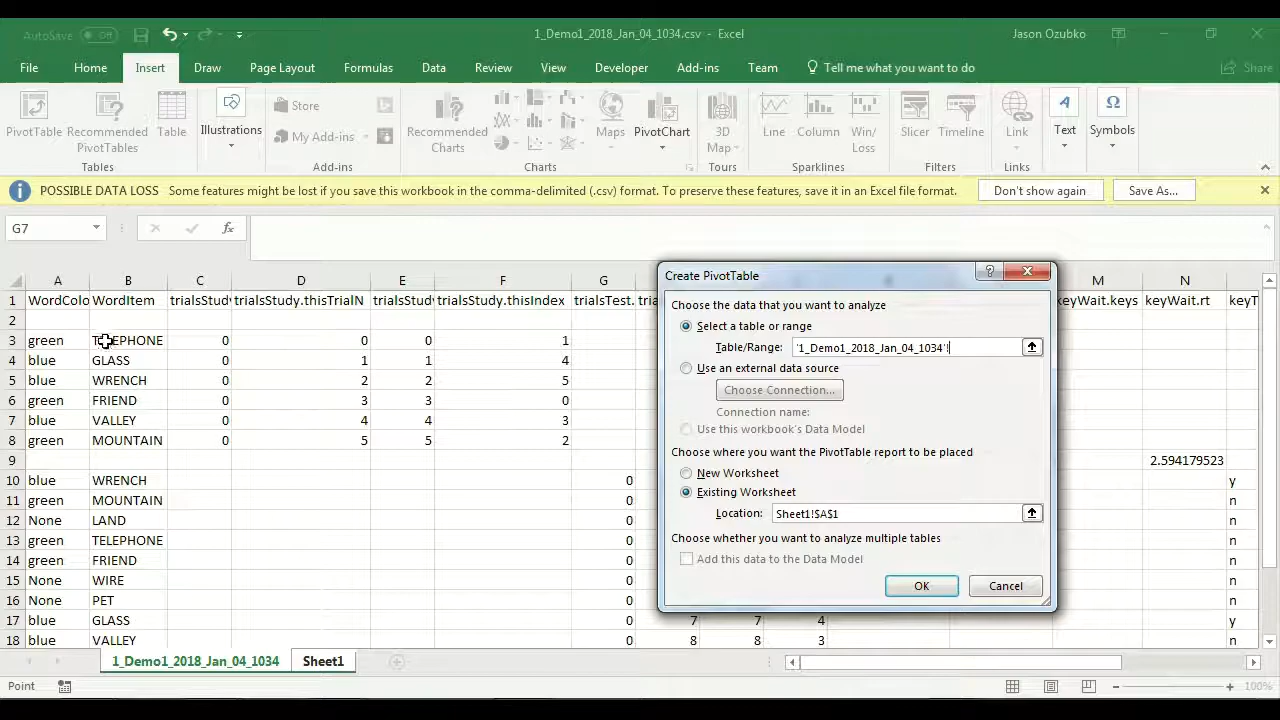 AutoSave Off 1_Demo1_2018_Jan_04_1034.csv - Excel Jason Ozubko
File Home Insert Draw Page Layout Formulas Data Review View Developer Add-ins Team Tell me what you want to do Share
PivotTable Recommended PivotTables Table Illustrations Store My Add-ins Recommended Charts Maps PivotChart 3D Map Line Column Win/Loss Slicer Timeline Link Text Symbols
Tables Add-ins Charts Tours Sparklines Filters Links
POSSIBLE DATA LOSS Some features might be lost if you save this workbook in the comma-delimited (.csv) format. To preserve these features, save it in an Excel file format. Don't show again Save As...
G7 fx
A B C D E F G M N
1 WordColo WordItem trialsStud trialsStudy.thisTrialN trialsStud trialsStudy.thisIndex trialsTest. keyWait.keys keyWait.rt keyT
2
3 green TELEPHONE 0 0 0 1
4 blue GLASS 0 1 1 4
5 blue WRENCH 0 2 2 5
6 green FRIEND 0 3 3 0
7 blue VALLEY 0 4 4 3
8 green MOUNTAIN 0 5 5 2
9 2.594179523
10 blue WRENCH 0 y
11 green MOUNTAIN 0 n
12 None LAND 0 n
13 green TELEPHONE 0 n
14 green FRIEND 0 n
15 None WIRE 0 n
16 None PET 0 n
17 blue GLASS 0 7 7 4 y
18 blue VALLEY 0 8 8 3 n
Create PivotTable
Choose the data that you want to analyze
Select a table or range
Table/Range: '1_Demo1_2018_Jan_04_1034'!
Use an external data source
Choose Connection...
Connection name:
Use this workbook's Data Model
Choose where you want the PivotTable report to be placed
New Worksheet
Existing Worksheet
Location: Sheet1!$A$1
Choose whether you want to analyze multiple tables
Add this data to the Data Model
OK Cancel
1_Demo1_2018_Jan_04_1034 Sheet1
Point 100%